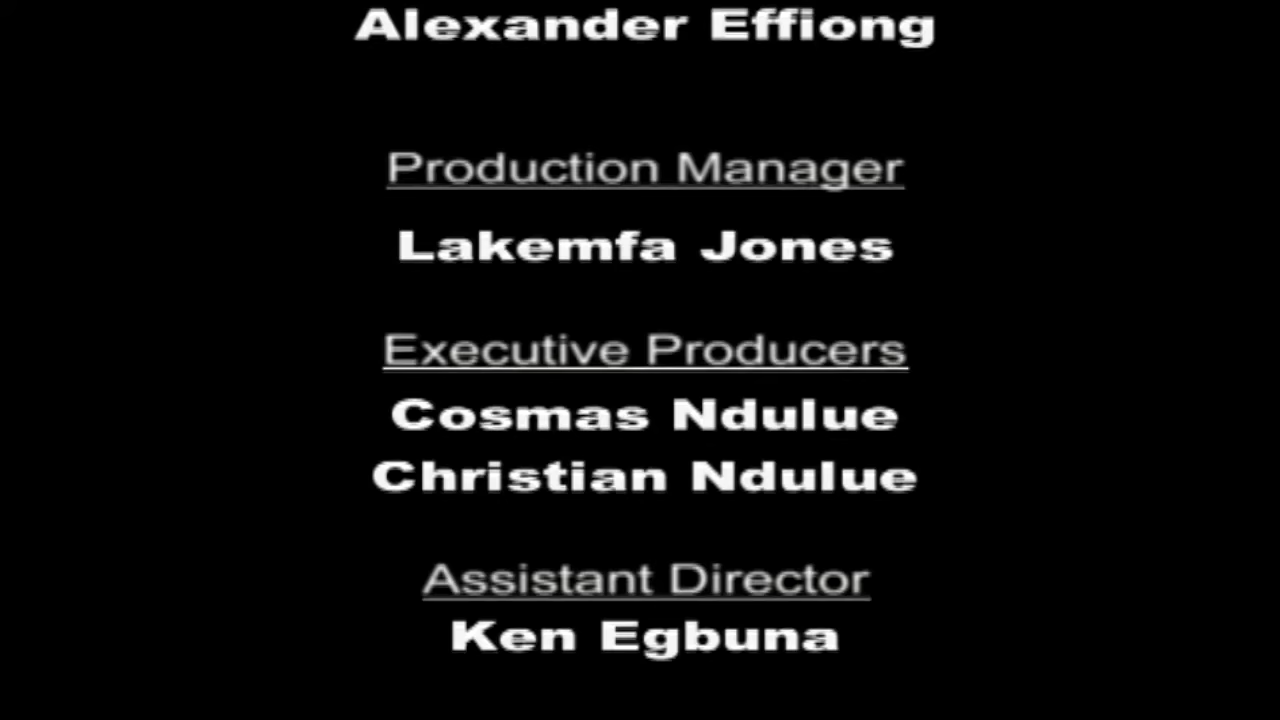 Alexander Effiong
Production Manager
Lakemfa Jones
Executive Producers
Cosmas Ndulue
Christian Ndulue
Assistant Director
Ken Egbuna